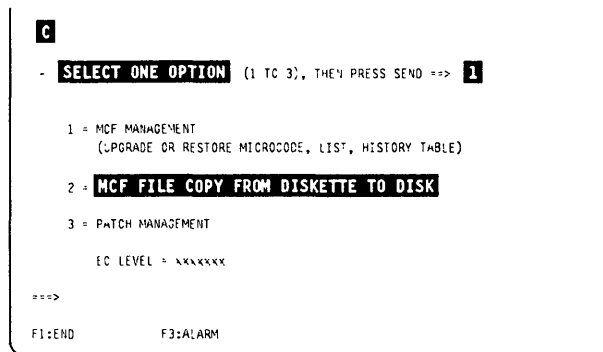 C
- SELECT ONE OPTION (1 TO 3), THEN PRESS SEND ==> 1
1 = MCF MANAGEMENT
(UPGRADE OR RESTORE MICROCODE, LIST, HISTORY TABLE)
2 = MCF FILE COPY FROM DISKETTE TO DISK
3 = PATCH MANAGEMENT
EC LEVEL = xxxxxxx
===>
F1:END F3:ALARM